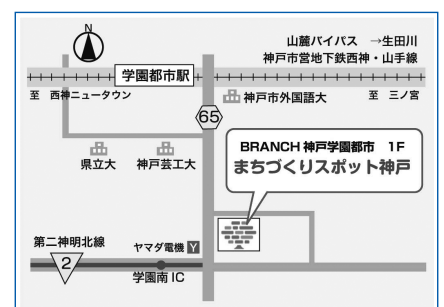 N
山麓バイパス →生田川
神戸市営地下鉄西神・山手線
学園都市駅
至 西神ニュータウン
神戸市外国語大
至 三ノ宮
65
県立大
神戸芸工大
BRANCH 神戸学園都市 1F
まちづくりスポット神戸
第二神明北線
2
ヤマダ電機 Y
学園南 IC